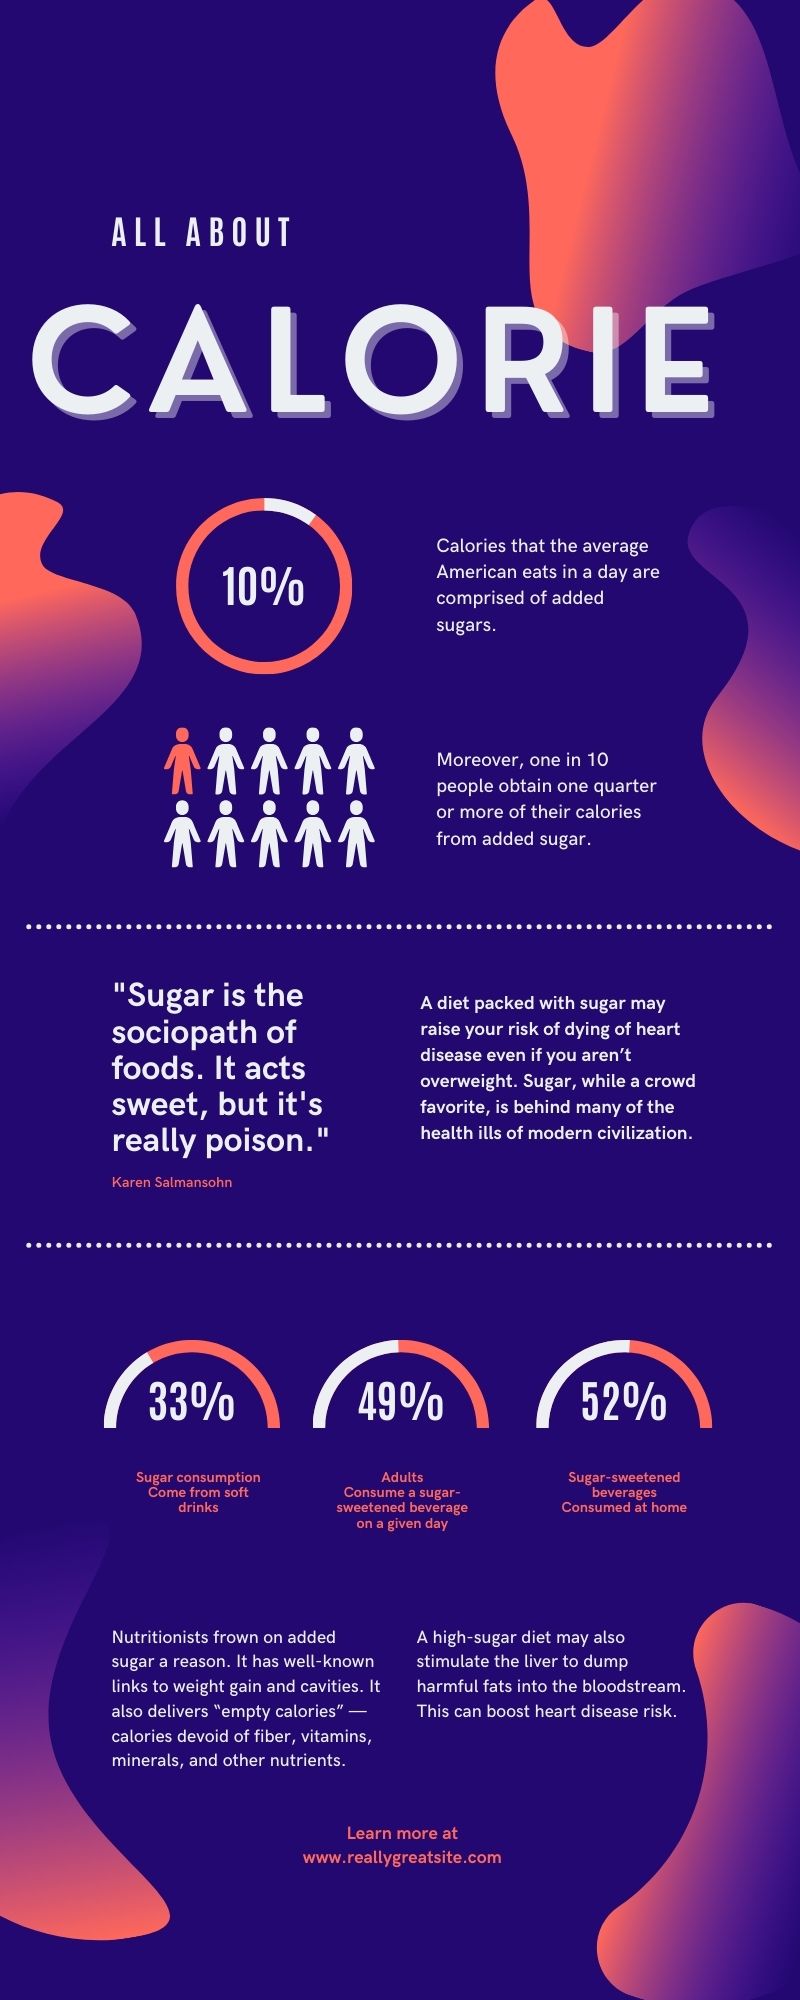 ALL ABOUT
CALORIE
10%
Calories that the average
American eats in a day are
comprised of added
sugars.
Moreover, one in 10
people obtain one quarter
or more of their calories
from added sugar.
"Sugar is the
sociopath of
foods. It acts
sweet, but it's
really poison."
Karen Salmansohn
A diet packed with sugar may
raise your risk of dying of heart
disease even if you aren’t
overweight. Sugar, while a crowd
favorite, is behind many of the
health ills of modern civilization.
33%
Sugar consumption
Come from soft
drinks
49%
Adults
Consume a sugar-
sweetened beverage
on a given day
52%
Sugar-sweetened
beverages
Consumed at home
Nutritionists frown on added
sugar a reason. It has well-known
links to weight gain and cavities. It
also delivers “empty calories” —
calories devoid of fiber, vitamins,
minerals, and other nutrients.
A high-sugar diet may also
stimulate the liver to dump
harmful fats into the bloodstream.
This can boost heart disease risk.
Learn more at
www.reallygreatsite.com